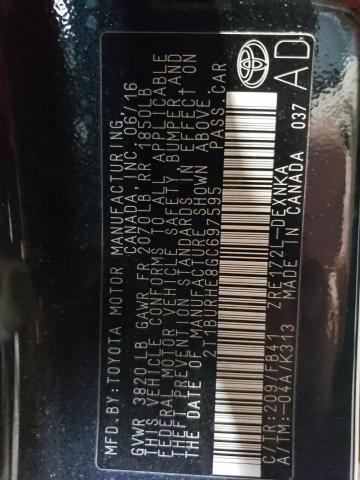 MFD.BY:TOYOTA MOTOR MANUFACTURING,
CANADA, INC. 06/16
GVWR 3820LB GAWR FR 2070LB RR 1850LB
THIS VEHICLE CONFORMS TO ALL APPLICABLE
FEDERAL MOTOR VEHICLE SAFETY, BUMPER, AND
THEFT PREVENTION STANDARDS IN EFFECT ON
THE DATE OF MANUFACTURE SHOWN ABOVE.
2T1BURHE8GC697595 PASS.CAR
C/TR:209/FB41 ZRE172L-DEXNKA
A/TM:-04A/K313 MADE IN CANADA 037
AD